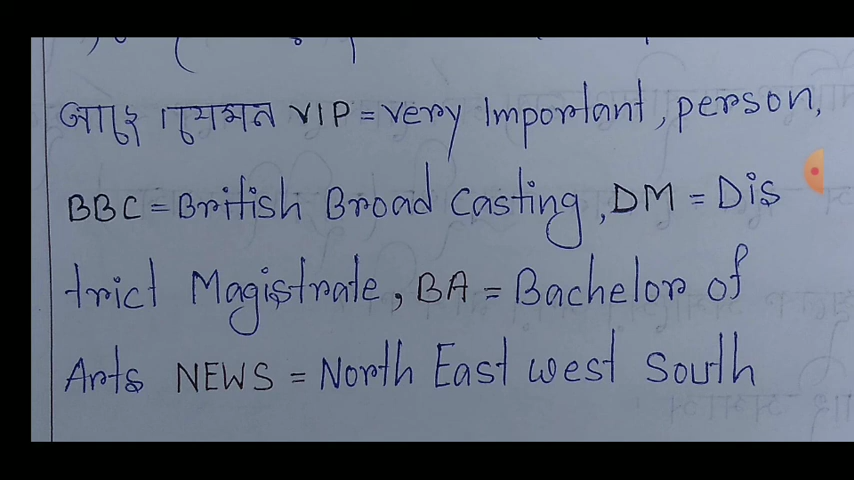 আছে। যেমন VIP = Very Important, person,
BBC = British Broad Casting, DM = Dis
trict Magistrate, BA = Bachelor of
Arts NEWS = North East west South